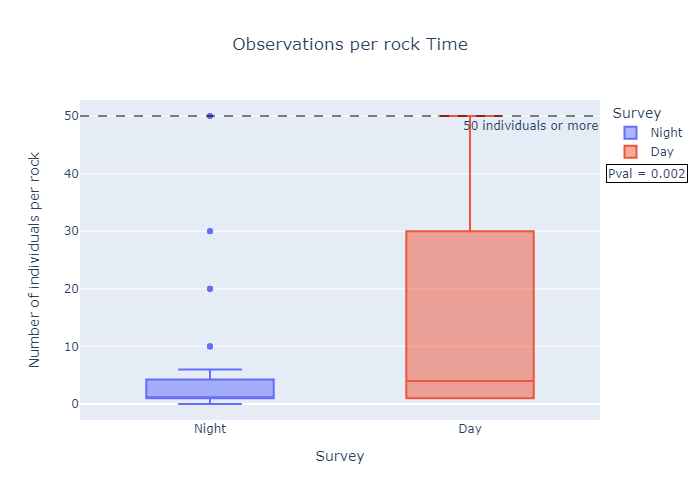 Observations per rock Time
Number of individuals per rock
50
40
30
20
10
0
50 individuals or more
Night
Day
Survey
Survey
Night
Day
Pval = 0.002